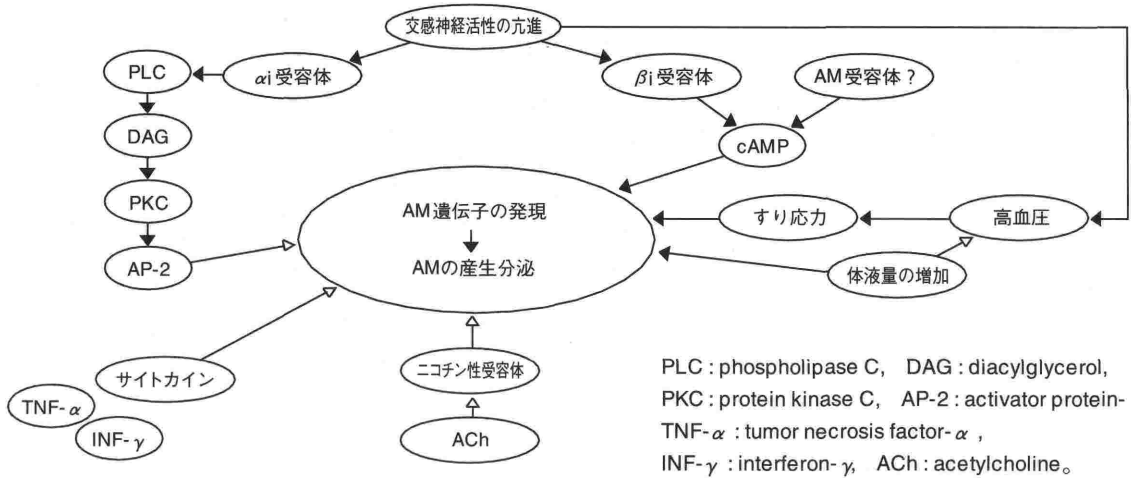 交感神経活性の亢進
PLC
αi受容体
βi受容体
AM受容体？
DAG
cAMP
PKC
AM遺伝子の発現
すり応力
高血圧
AP-2
AMの産生分泌
体液量の増加
サイトカイン
ニコチン性受容体
TNF-α
INF-γ
ACh
PLC : phospholipase C, DAG : diacylglycerol,
PKC : protein kinase C, AP-2 : activator protein-
TNF-α : tumor necrosis factor-α ,
INF-γ : interferon-γ, ACh : acetylcholine。